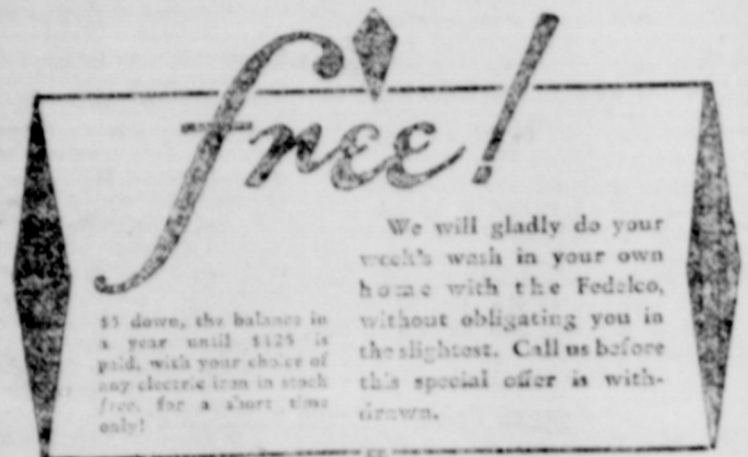 free!
We will gladly do your
week's wash in your own
home with the Fedelco,
without obligating you in
the slightest. Call us before
this special offer is with-
drawn.
$5 down, the balance in
a year until $125 is
paid, with your choice of
any electric iron in stock
free, for a short time
only!